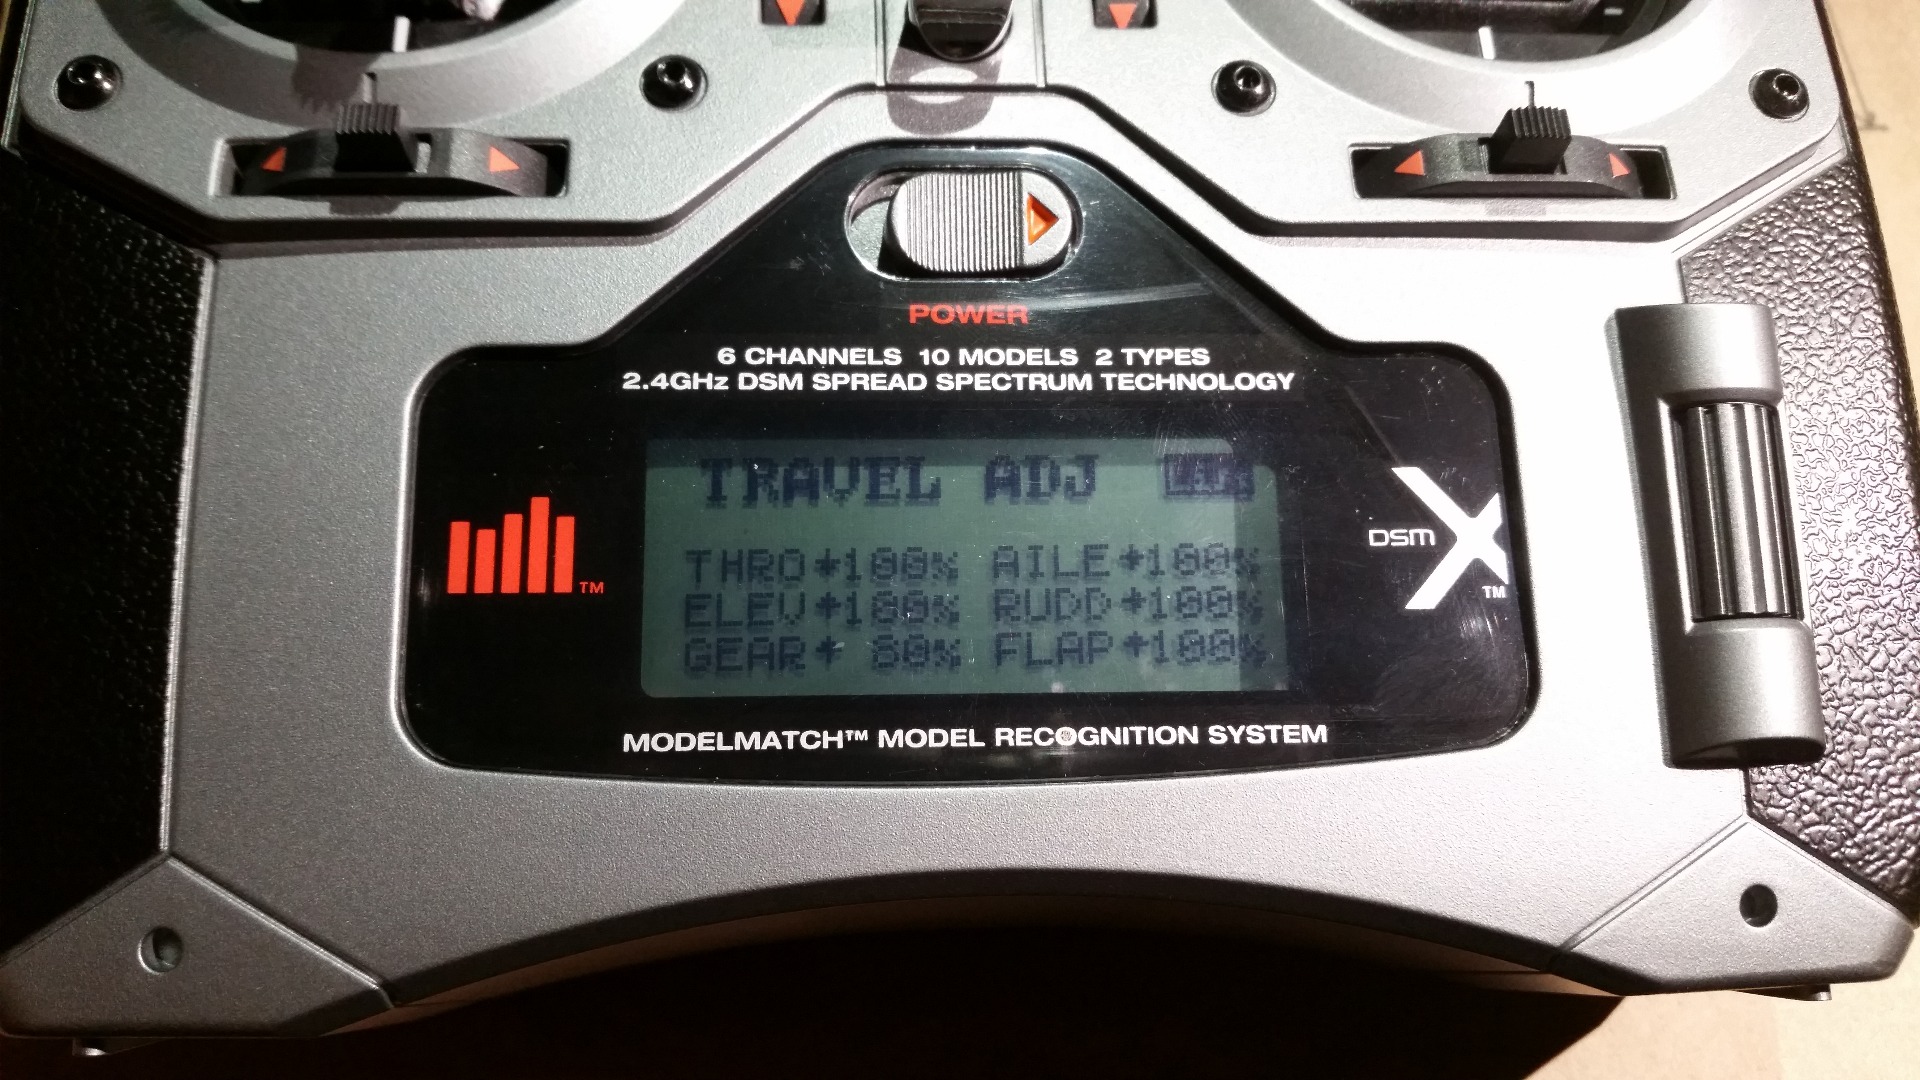 POWER
6 CHANNELS 10 MODELS 2 TYPES
2.4GHz DSM SPREAD SPECTRUM TECHNOLOGY
TRAVEL ADJ
THRO+100% AILE+100%
ELEV+100% RUDD+100%
GEAR+ 60% FLAP+100%
TM
DSM X
TM
MODELMATCH™ MODEL RECOGNITION SYSTEM